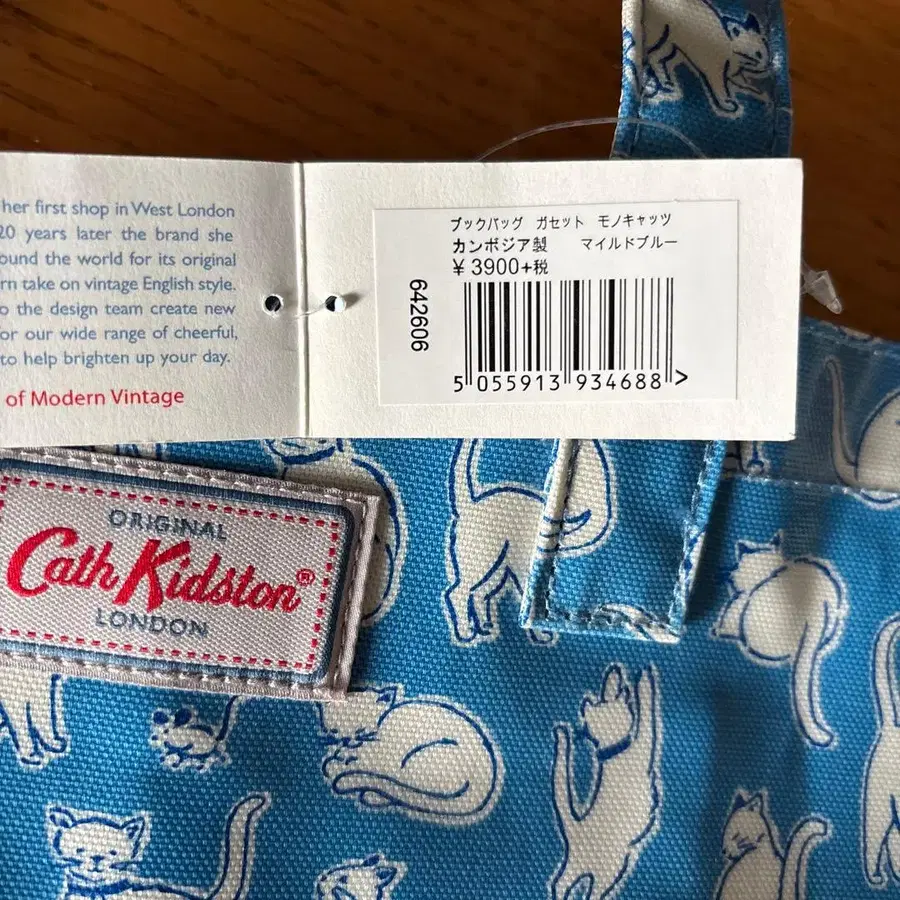 her first shop in West London
20 years later the brand she
ound the world for its original
rn take on vintage English style.
o the design team create new
or our wide range of cheerful,
to help brighten up your day.
of Modern Vintage
ブックバッグ ガセット モノキャッツ
カンボジア製 マイルドブルー
¥ 3900+税
642606
5 055913 934688 >
ORIGINAL
Cath Kidston®
LONDON